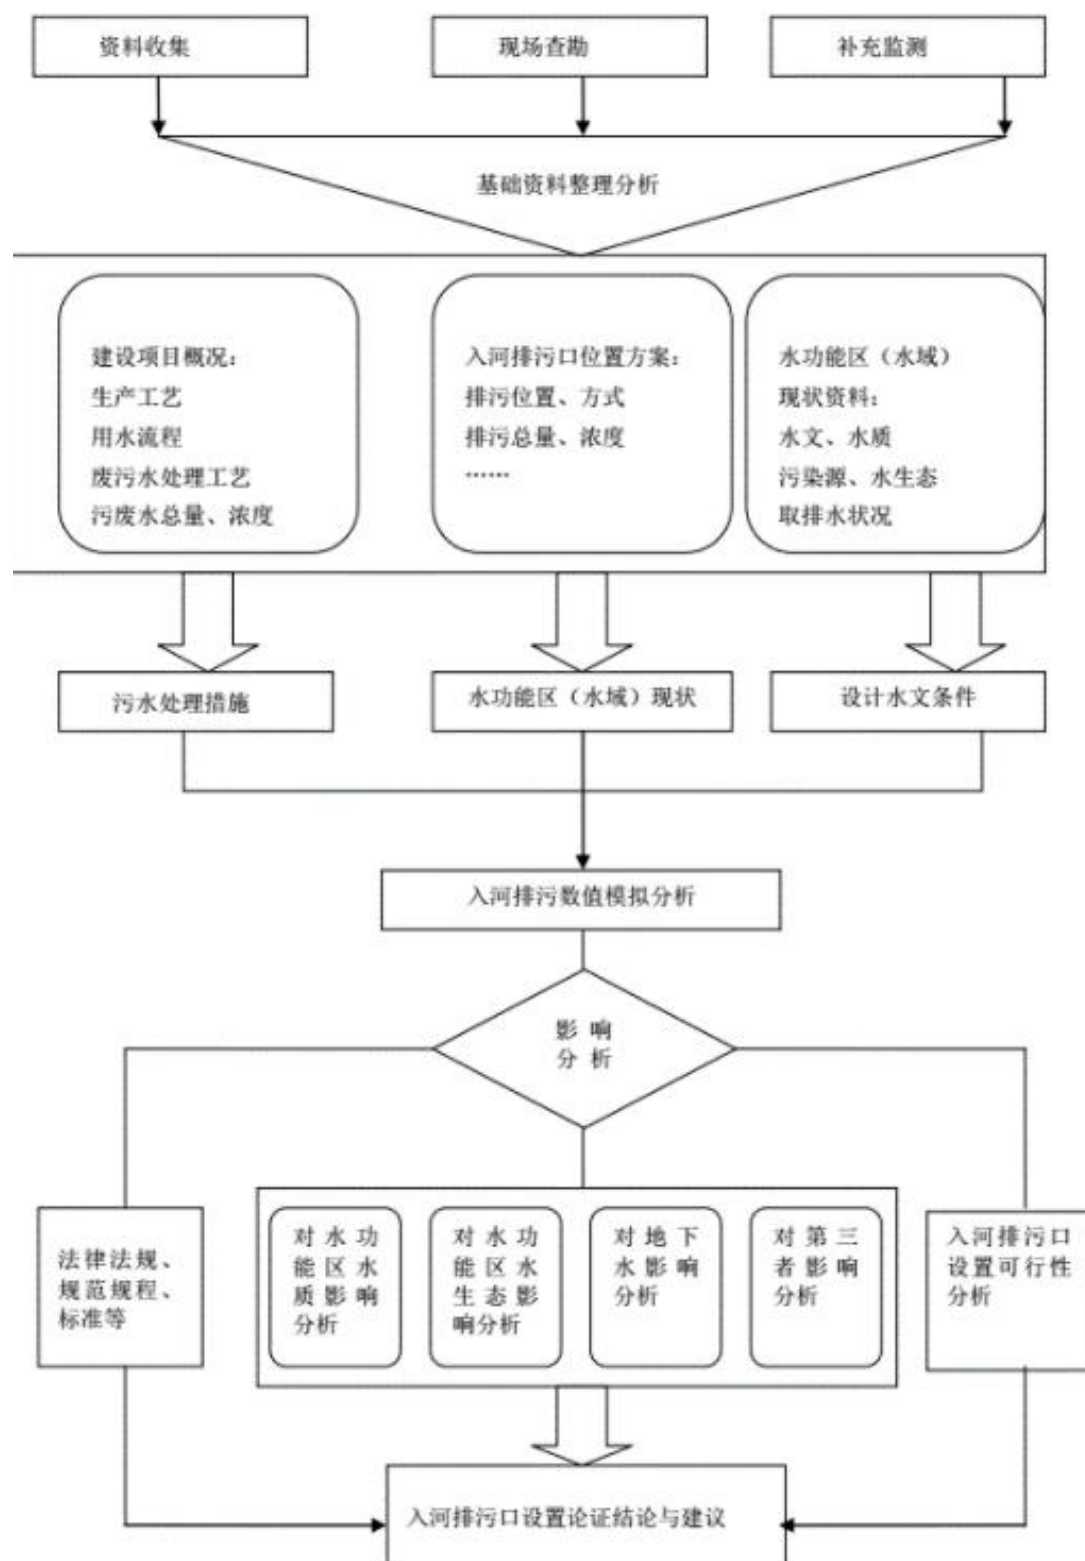 资料收集
现场查勘
补充监测
基础资料整理分析
建设项目概况：
生产工艺
用水流程
废污水处理工艺
污废水总量、浓度
入河排污口位置方案：
排污位置、方式
排污总量、浓度
……
水功能区（水域）
现状资料：
水文、水质
污染源、水生态
取排水状况
污水处理措施
水功能区（水域）现状
设计水文条件
入河排污数值模拟分析
影响
分析
法律法规、
规范规程、
标准等
对水功
能区水
质影响
分析
对水功
能区水
生态影
响分析
对地下
水影响
分析
对第三
者影响
分析
入河排污口
设置可行性
分析
入河排污口设置论证结论与建议